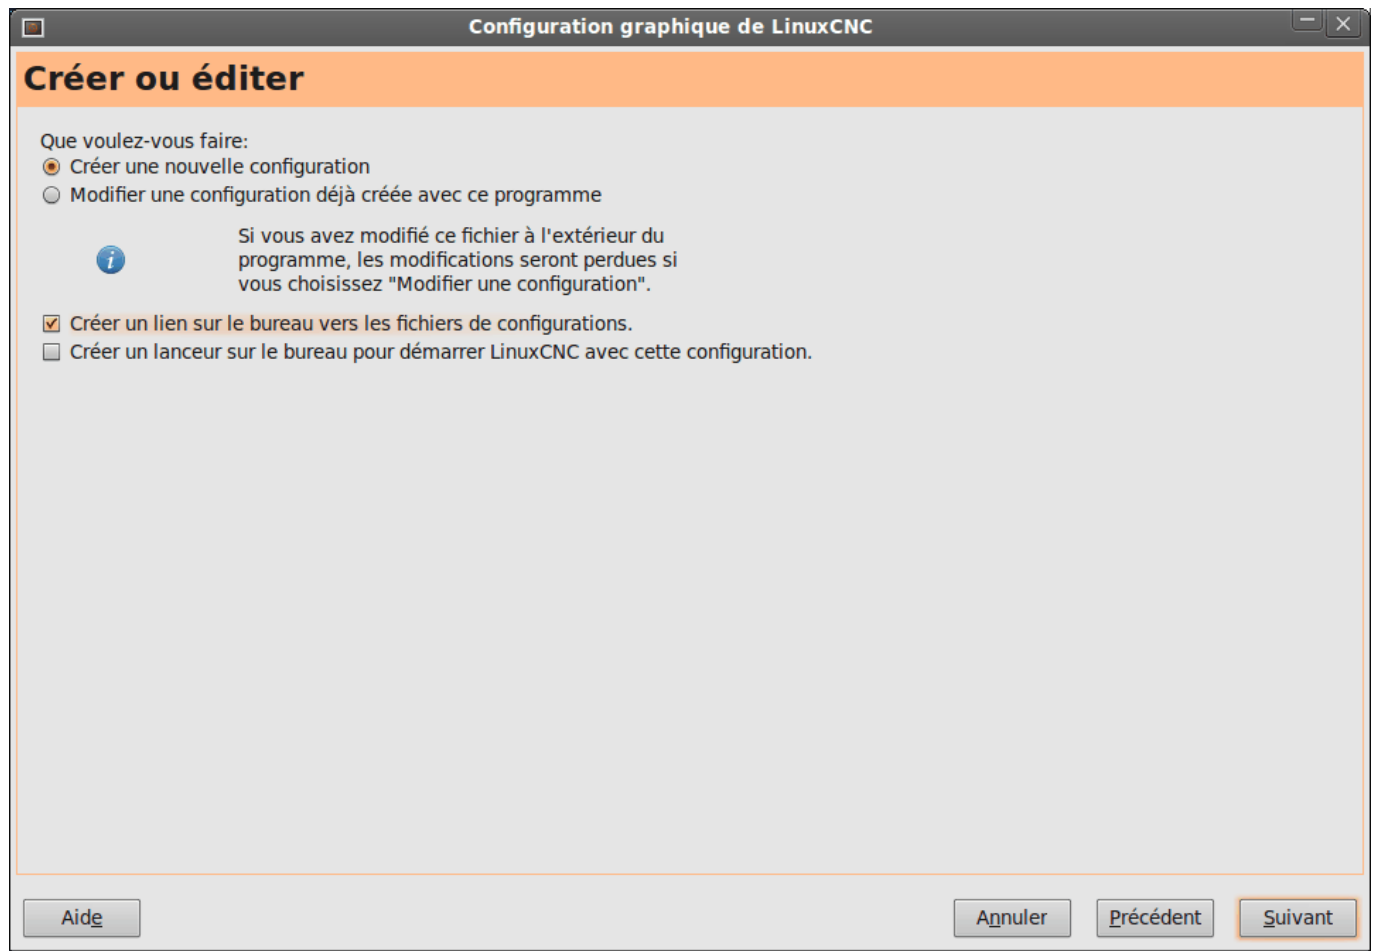 Configuration graphique de LinuxCNC
Créer ou éditer
Que voulez-vous faire:
Créer une nouvelle configuration
Modifier une configuration déjà créée avec ce programme
Si vous avez modifié ce fichier à l'extérieur du
programme, les modifications seront perdues si
vous choisissez "Modifier une configuration".
Créer un lien sur le bureau vers les fichiers de configurations.
Créer un lanceur sur le bureau pour démarrer LinuxCNC avec cette configuration.
Aide Annuler Précédent Suivant